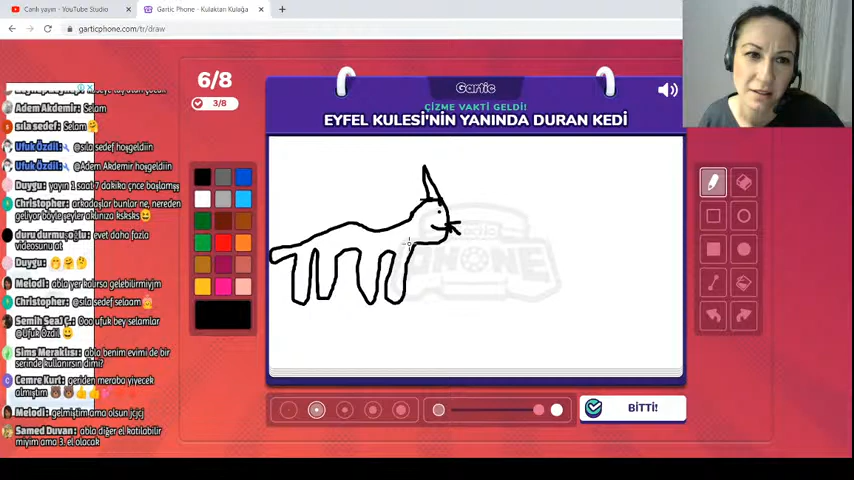 Canlı yayın - YouTube Studio
Gartic Phone - Kulaktan Kulağa
garticphone.com/tr/draw
6/8
3/8
Gartic
ÇİZME VAKTİ GELDİ!
EYFEL KULESİ'NİN YANINDA DURAN KEDİ
Adem Akdemir: Selam
sıla sedef: Selam🤗
Ufuk Özdil: @sıla sedef hoşgeldiin
Ufuk Özdil: @Adem Akdemir hoşgeldiin
Duygu: yayın 1 saat 7 dakika çnce başlamşş
Christopher: adaşklar bunlar ne, nereden
geliyor böyle şeyler aklınıza ksksks😆
duru durmuşoğlu: evet daha fazla
videosunu at
Duygu: 🤭🤗🤔
Melodi: abla yer kalırsa gelebilirmiyim
Christopher: @sıla sedef selaam
Semih: Ooo ufuk bey selamlar
@Ufuk Özdil 😃
Sims Meraklısı: abla benim evimi de bir
serinde kullanırsın dimi?
Cemre Kurt: geriden meraba yiyecek
almıştım
Melodi: gelmiştim ama olsun jcjcj
Samed Duvan: abla diğer el katılabilir
miyim ama 3. el olacak
PHONE
BİTTİ!